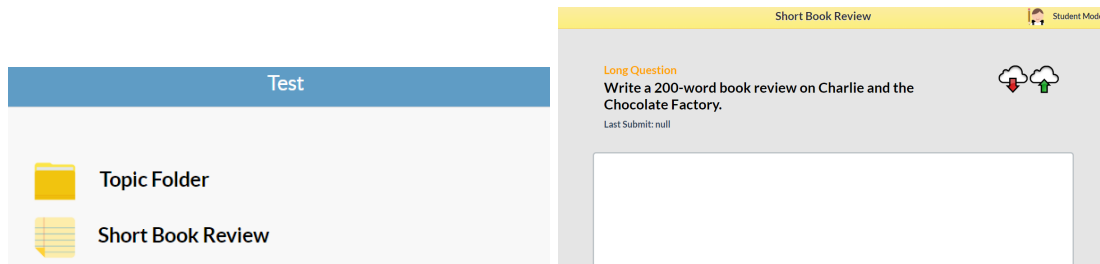 Test
Topic Folder
Short Book Review
Short Book Review
Student Mode
Long Question
Write a 200-word book review on Charlie and the
Chocolate Factory.
Last Submit: null